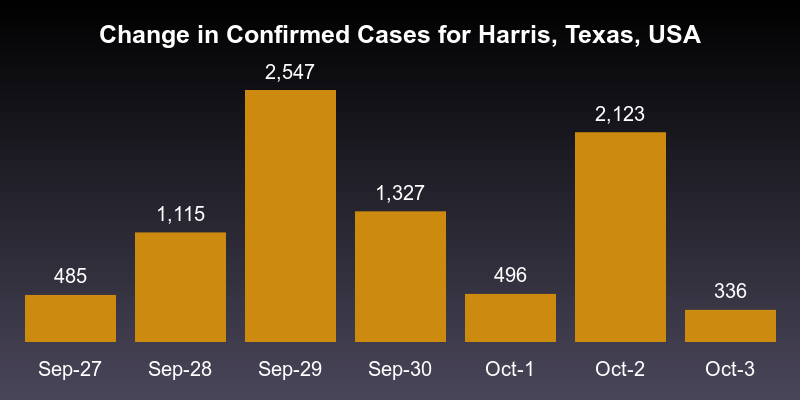 Change in Confirmed Cases for Harris, Texas, USA
485
1,115
2,547
1,327
496
2,123
336
Sep-27
Sep-28
Sep-29
Sep-30
Oct-1
Oct-2
Oct-3